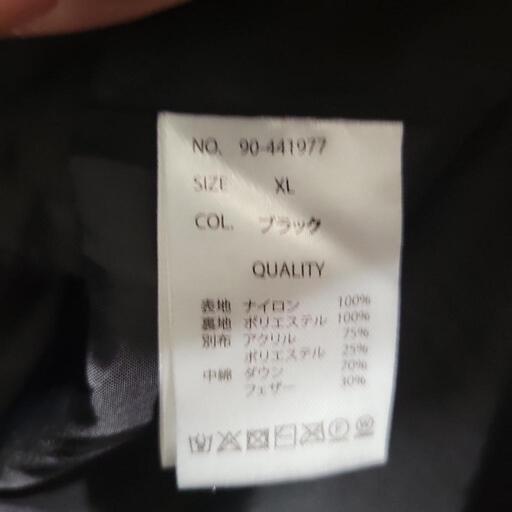 NO. 90-441977
SIZE XL
COL. ブラック
QUALITY
表地 ナイロン 100%
裏地 ポリエステル 100%
別布 アクリル 75%
ポリエステル 25%
中綿 ダウン 70%
フェザー 30%